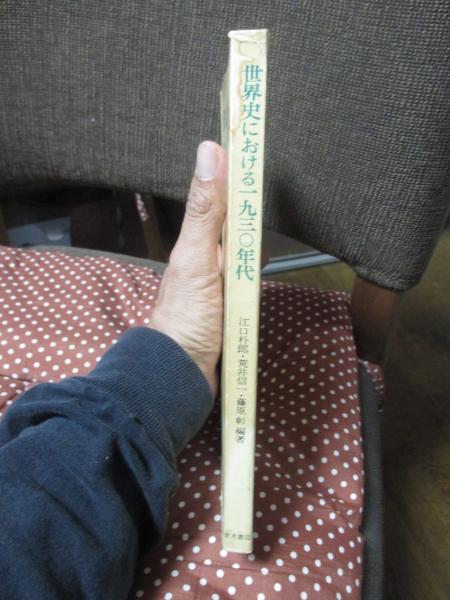 世界史における一九三〇年代
江口朴郎・荒井信一・藤原彰編著
青木書店